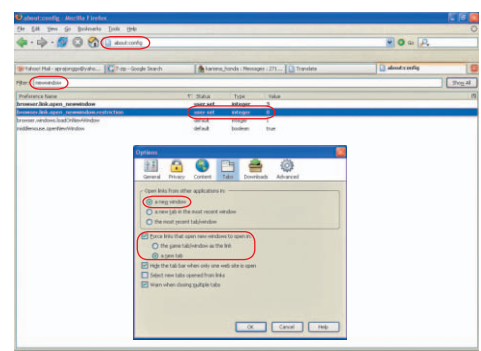 about:config - Mozilla Firefox
File Edit View Go Bookmarks Tools Help
about:config
Go
7-zip - Google Search
Translate
about:config
Filter: newwindow
Show All
Preference Name Status Type Value
browser.link.open_newwindow user set integer 3
browser.link.open_newwindow.restriction user set integer 0
default integer
middlemouse.openNewWindow default boolean true
Options
General Privacy Content Tabs Downloads Advanced
Open links from other applications in:
a new window
a new tab in the most recent window
the most recent tab/window
Force links that open new windows to open in:
the same tab/window as the link
a new tab
Hide the tab bar when only one web site is open
Select new tabs opened from links
Warn when closing multiple tabs
OK Cancel Help